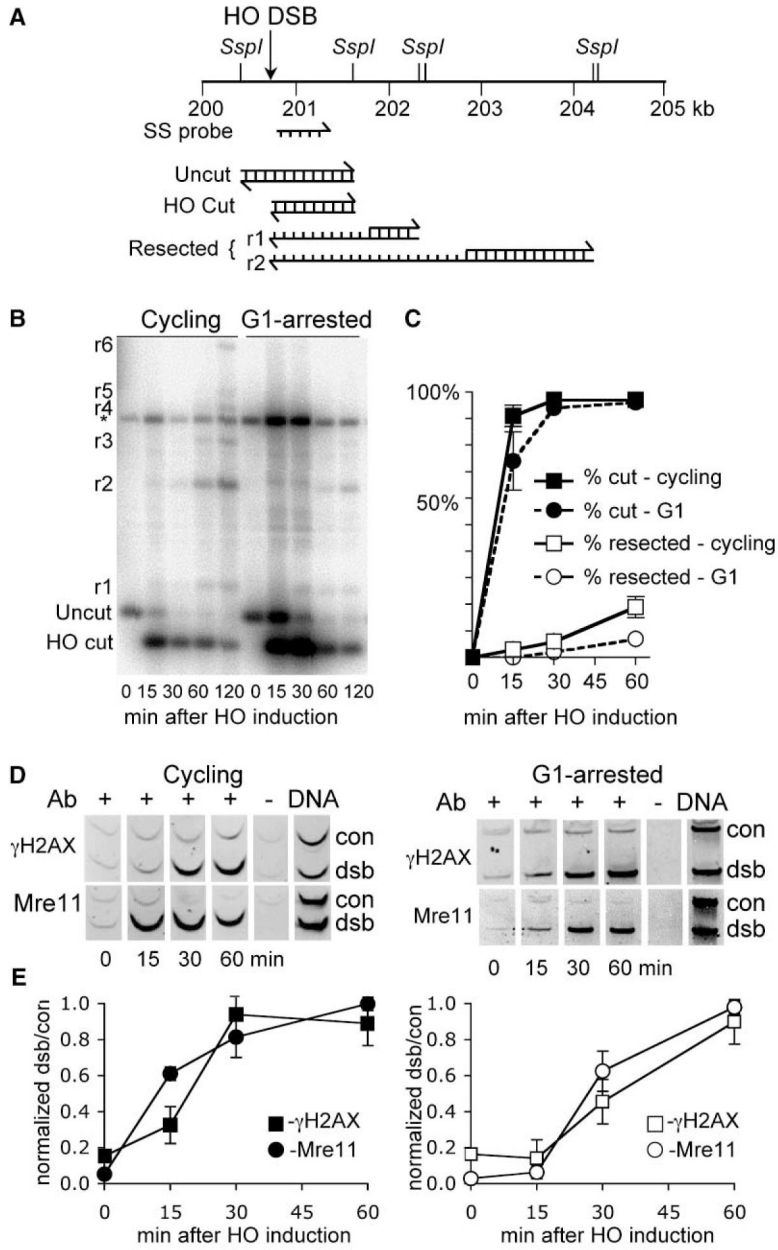 A
HO DSB
SspI SspI SspI SspI
200 201 202 203 204 205 kb
SS probe
Uncut
HO Cut
Resected { r1
r2
B
Cycling G1-arrested
r6
r5
r4
*
r3
r2
r1
Uncut
HO cut
0 15 30 60 120 0 15 30 60 120
min after HO induction
C
100%
50%
% cut - cycling
% cut - G1
% resected - cycling
% resected - G1
0 15 30 45 60
min after HO induction
D
Cycling
Ab + + + + - DNA
γH2AX con
dsb
Mre11 con
dsb
0 15 30 60 min
G1-arrested
Ab + + + + - DNA
γH2AX con
dsb
Mre11 con
dsb
0 15 30 60 min
E
normalized dsb/con
1.0
0.8
0.6
0.4
0.2
0.0
-γH2AX
-Mre11
0 15 30 45 60
min after HO induction
normalized dsb/con
1.0
0.8
0.6
0.4
0.2
0.0
-γH2AX
-Mre11
0 15 30 45 60
min after HO induction